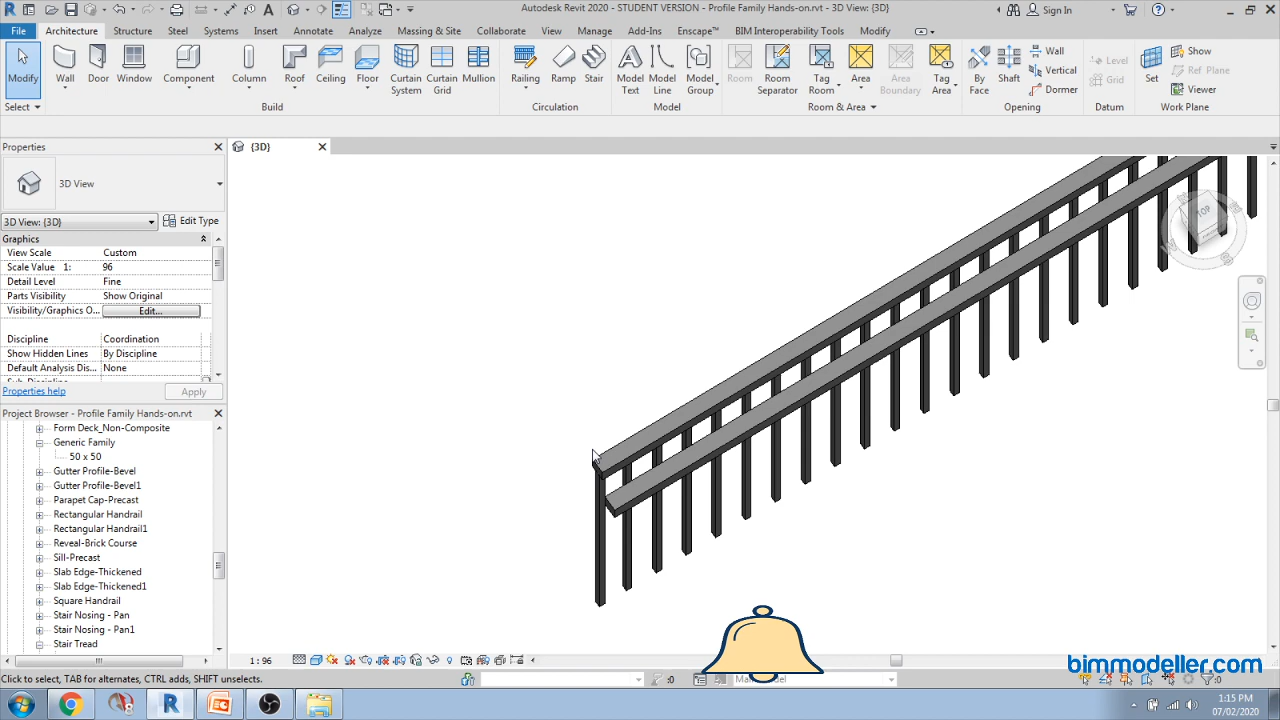 Autodesk Revit 2020 - STUDENT VERSION - Profile Family Hands-on.rvt - 3D View: {3D}
Sign In
File Architecture Structure Steel Systems Insert Annotate Analyze Massing & Site Collaborate View Manage Add-Ins Enscape™ BIM Interoperability Tools Modify
Modify Wall Door Window Component Column Roof Ceiling Floor Curtain System Curtain Grid Mullion Railing Ramp Stair Model Text Model Line Model Group Room Room Separator Tag Room Area Area Boundary Tag Area By Face Shaft Wall Vertical Dormer Level Grid Set Show Ref Plane Viewer
Select Build Circulation Model Room & Area Opening Datum Work Plane
Properties
{3D}
3D View
3D View: {3D} Edit Type
Graphics
View Scale Custom
Scale Value 1: 96
Detail Level Fine
Parts Visibility Show Original
Visibility/Graphics O... Edit...
Discipline Coordination
Show Hidden Lines By Discipline
Default Analysis Dis... None
Properties help Apply
Project Browser - Profile Family Hands-on.rvt
Form Deck_Non-Composite
Generic Family
50 x 50
Gutter Profile-Bevel
Gutter Profile-Bevel1
Parapet Cap-Precast
Rectangular Handrail
Rectangular Handrail1
Reveal-Brick Course
Sill-Precast
Slab Edge-Thickened
Slab Edge-Thickened1
Square Handrail
Stair Nosing - Pan
Stair Nosing - Pan1
Stair Tread
TOP
1 : 96
bimmodeller.com
Click to select, TAB for alternates, CTRL adds, SHIFT unselects.
:0
:0
1:15 PM
07/02/2020